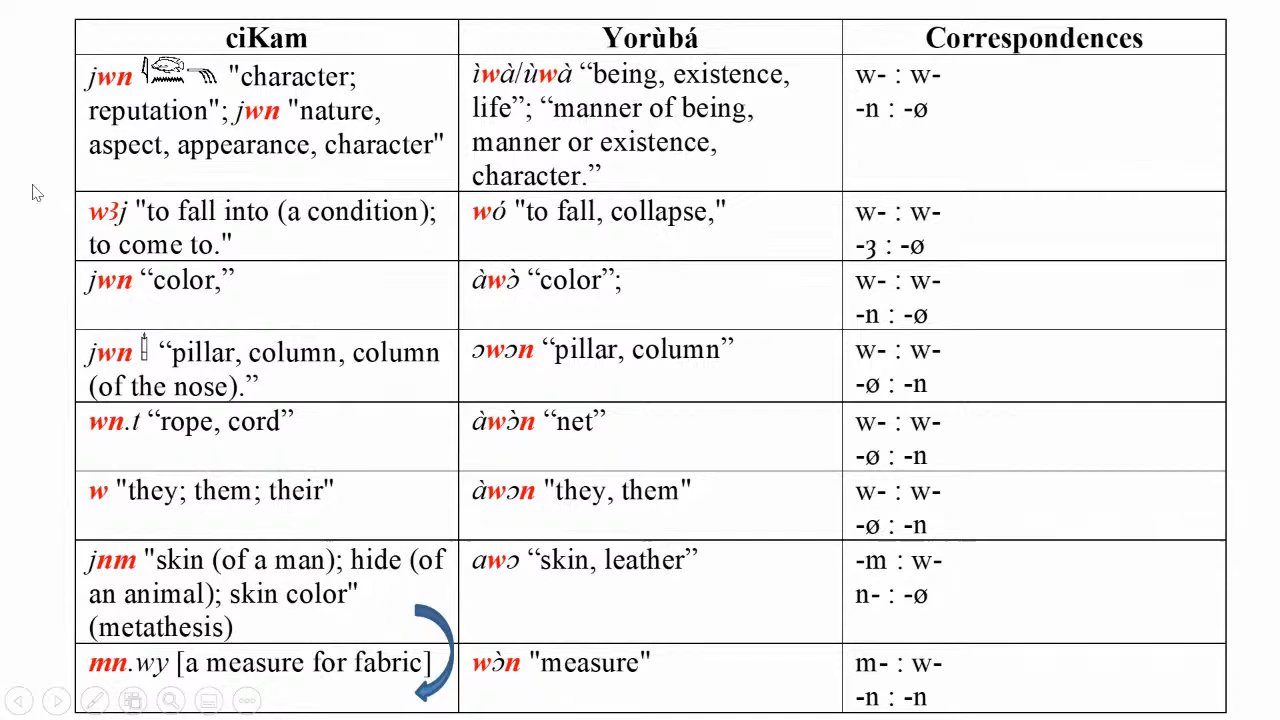 ciKam
Yorùbá
Correspondences
jwn "character;
reputation"; jwn "nature,
aspect, appearance, character"
ìwà/ùwà “being, existence,
life”; “manner of being,
manner or existence,
character.”
w- : w-
-n : -ø
wȝj "to fall into (a condition);
to come to."
wó "to fall, collapse,"
w- : w-
-ȝ : -ø
jwn “color,”
àwɔ̀ “color”;
w- : w-
-n : -ø
jwn “pillar, column, column
(of the nose).”
ɔwɔn “pillar, column”
w- : w-
-ø : -n
wn.t “rope, cord”
àwɔ̀n “net”
w- : w-
-ø : -n
w "they; them; their"
àwɔn "they, them"
w- : w-
-ø : -n
jnm "skin (of a man); hide (of
an animal); skin color"
(metathesis)
awɔ “skin, leather”
-m : w-
n- : -ø
mn.wy [a measure for fabric]
wɔ̀n "measure"
m- : w-
-n : -n